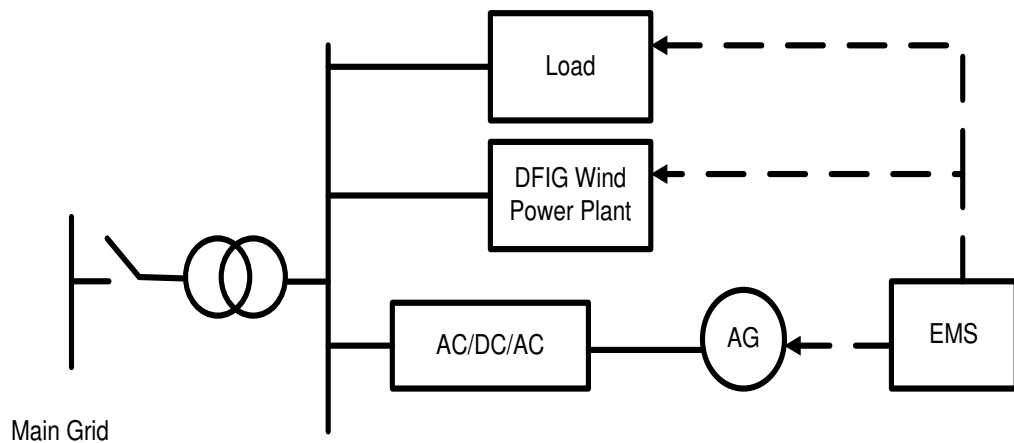 Load
DFIG Wind
Power Plant
AC/DC/AC
AG
EMS
Main Grid